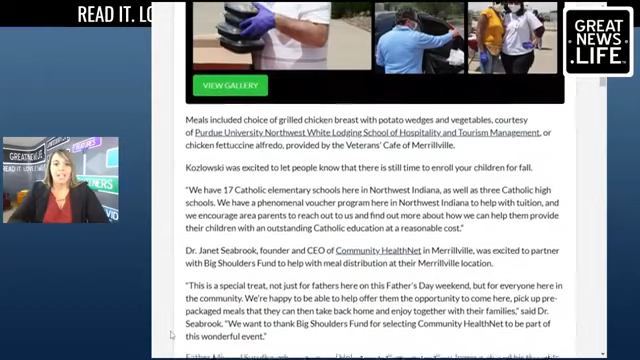 READ IT. LO
GREAT
NEWS
.LIFE
VIEW GALLERY
Meals included choice of grilled chicken breast with potato wedges and vegetables, courtesy
of Purdue University Northwest White Lodging School of Hospitality and Tourism Management, or
chicken fettuccine alfredo, provided by the Veterans' Cafe of Merrillville.
Kozlowski was excited to let people know that there is still time to enroll your children for fall.
"We have 17 Catholic elementary schools here in Northwest Indiana, as well as three Catholic high
schools. We have a phenomenal voucher program here in Northwest Indiana to help with tuition, and
we encourage area parents to reach out to us and find out more about how we can help them provide
their children with an outstanding Catholic education at a reasonable cost."
Dr. Janet Seabrook, founder and CEO of Community HealthNet in Merrillville, was excited to partner
with Big Shoulders Fund to help with meal distribution at their Merrillville location.
"This is a special treat, not just for fathers here on this Father's Day weekend, but for everyone here in
the community. We're happy to be able to help offer them the opportunity to come here, pick up pre-
packaged meals that they can then take back home and enjoy together with their families," said Dr.
Seabrook. "We want to thank Big Shoulders Fund for selecting Community HealthNet to be part of
this wonderful event."